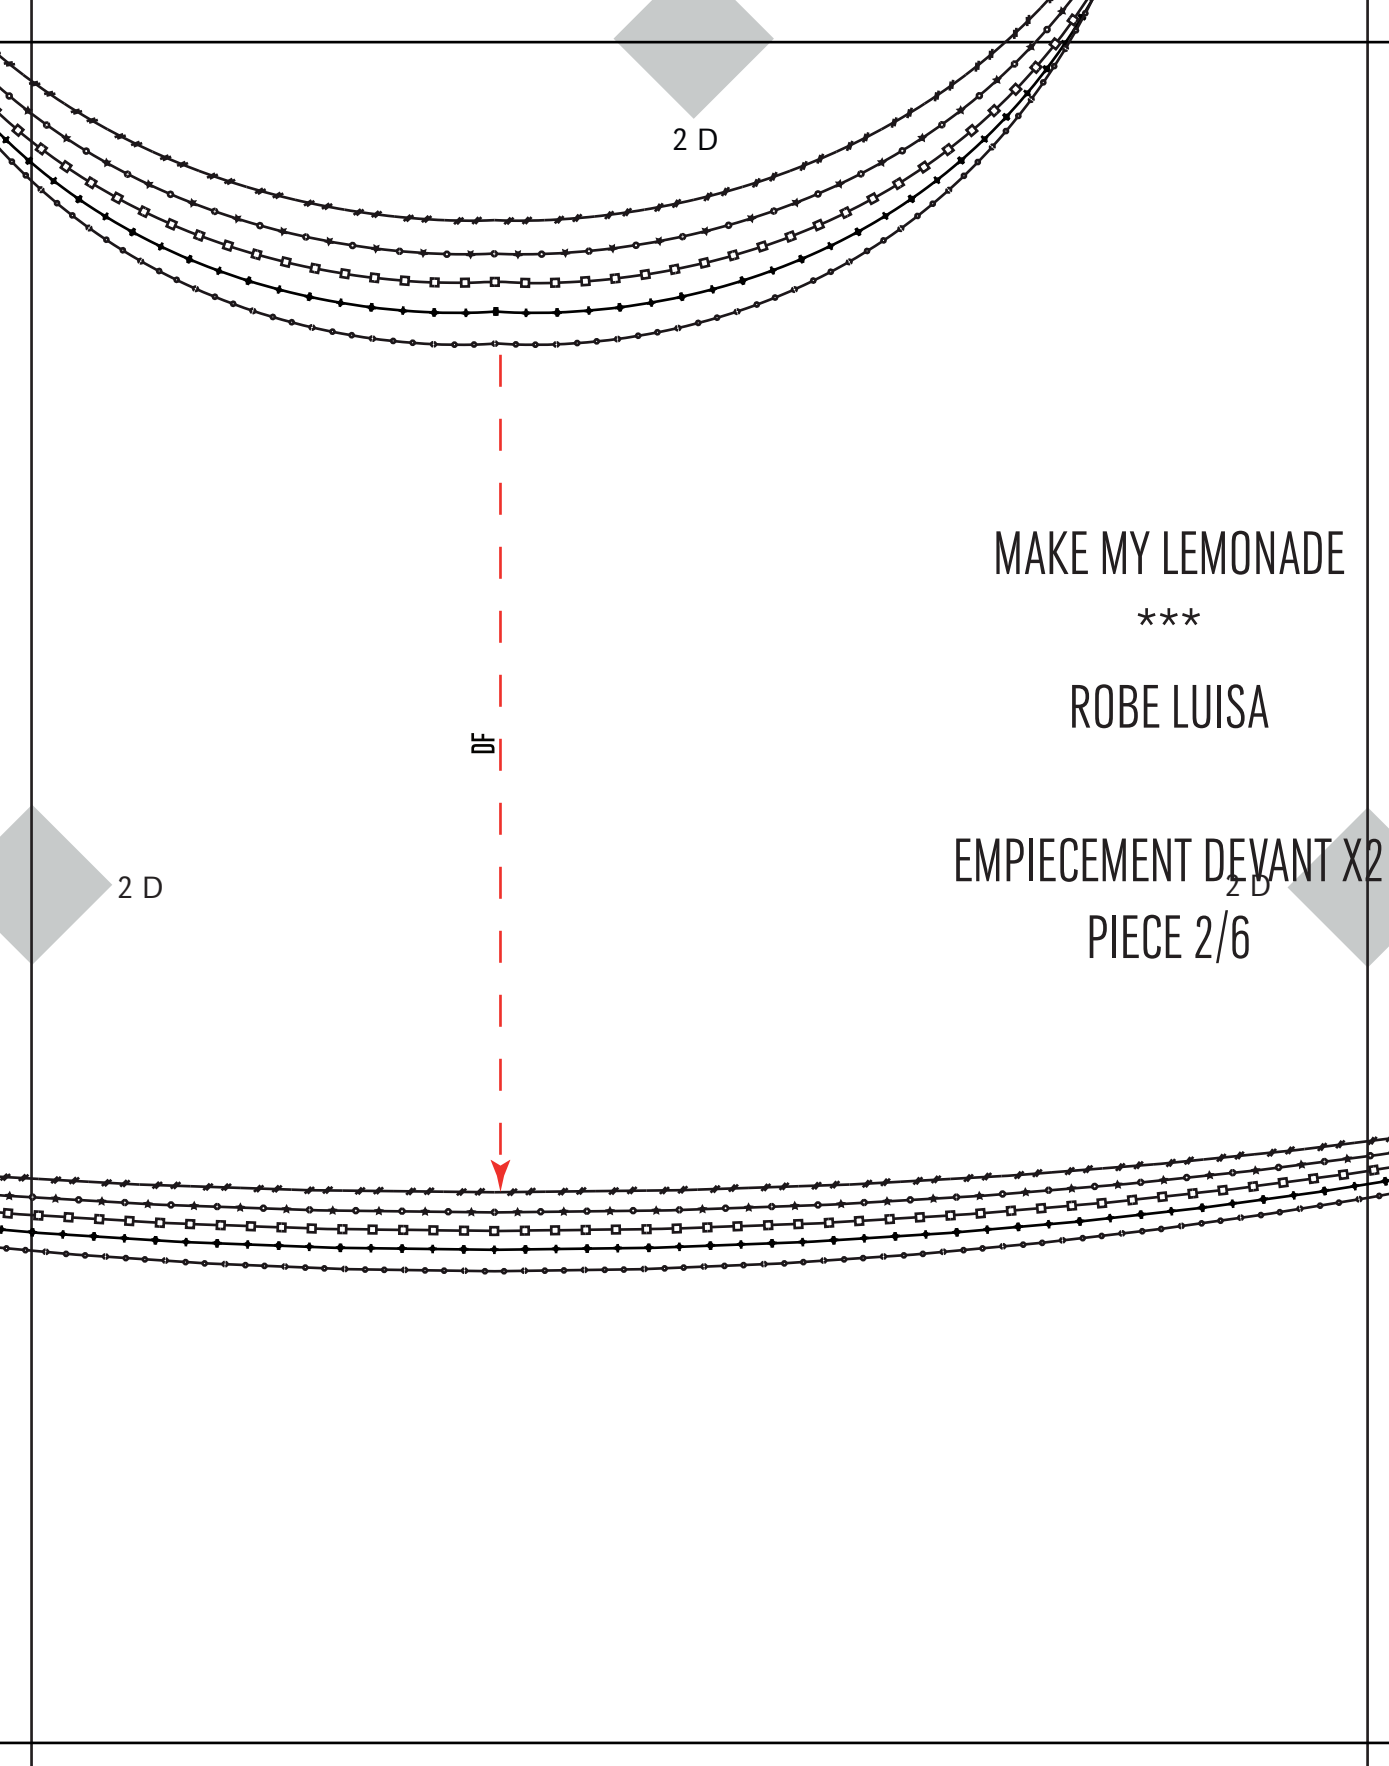 2 D
MAKE MY LEMONADE
***
ROBE LUISA
DF
EMPIECEMENT DEVANT X2
2 D
2 D
PIECE 2/6